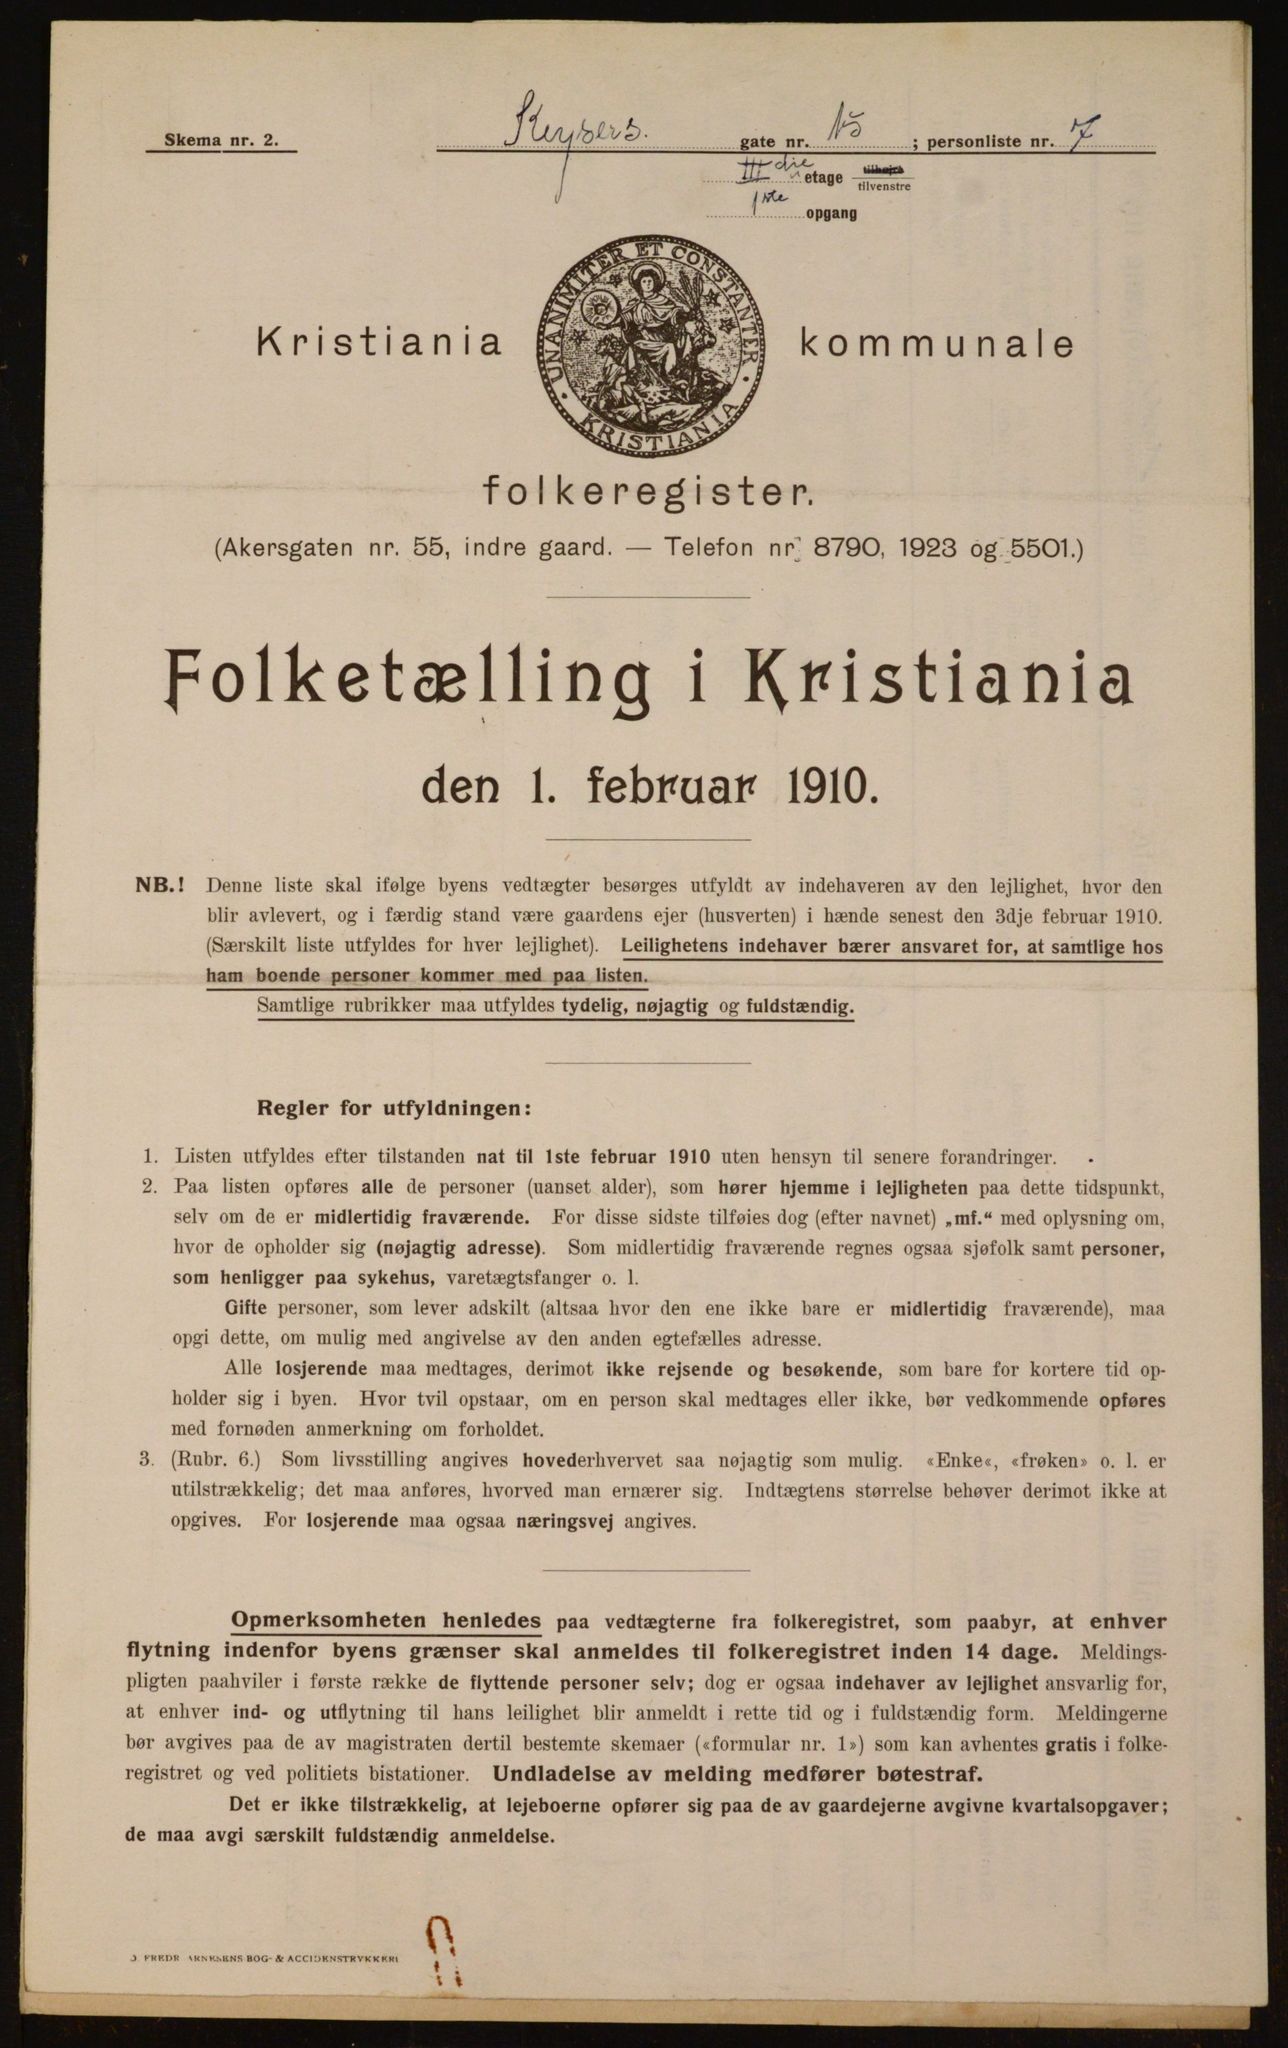 Skema nr. 2.
Keysers gate nr. 15 ; personliste nr. 7
III die etage tilhøjre
tilvenstre
1ste opgang
UNANIMITER ET CONSTANTER
KRISTIANIA
Kristiania kommunale
folkeregister.
(Akersgaten nr. 55, indre gaard. — Telefon nr. 8790, 1923 og 5501.)
Folketælling i Kristiania
den 1. februar 1910.
NB.! Denne liste skal ifølge byens vedtægter besørges utfyldt av indehaveren av den lejlighet, hvor den
blir avlevert, og i færdig stand være gaardens ejer (husverten) i hænde senest den 3dje februar 1910.
(Særskilt liste utfyldes for hver lejlighet). Leilighetens indehaver bærer ansvaret for, at samtlige hos
ham boende personer kommer med paa listen.
Samtlige rubrikker maa utfyldes tydelig, nøjagtig og fuldstændig.
Regler for utfyldningen:
1. Listen utfyldes efter tilstanden nat til 1ste februar 1910 uten hensyn til senere forandringer.
2. Paa listen opføres alle de personer (uanset alder), som hører hjemme i lejligheten paa dette tidspunkt,
selv om de er midlertidig fraværende. For disse sidste tilføies dog (efter navnet) „mf.“ med oplysning om,
hvor de opholder sig (nøjagtig adresse). Som midlertidig fraværende regnes ogsaa sjøfolk samt personer,
som henligger paa sykehus, varetægtsfanger o. l.
Gifte personer, som lever adskilt (altsaa hvor den ene ikke bare er midlertidig fraværende), maa
opgi dette, om mulig med angivelse av den anden egtefælles adresse.
Alle losjerende maa medtages, derimot ikke rejsende og besøkende, som bare for kortere tid op-
holder sig i byen. Hvor tvil opstaar, om en person skal medtages eller ikke, bør vedkommende opføres
med fornøden anmerkning om forholdet.
3. (Rubr. 6.) Som livsstilling angives hovederhvervet saa nøjagtig som mulig. «Enke«, «frøken» o. l. er
utilstrækkelig; det maa anføres, hvorved man ernærer sig. Indtægtens størrelse behøver derimot ikke at
opgives. For losjerende maa ogsaa næringsvej angives.
Opmerksomheten henledes paa vedtægterne fra folkeregistret, som paabyr, at enhver
flytning indenfor byens grænser skal anmeldes til folkeregistret inden 14 dage. Meldings-
pligten paahviler i første række de flyttende personer selv; dog er ogsaa indehaver av lejlighet ansvarlig for,
at enhver ind- og utflytning til hans leilighet blir anmeldt i rette tid og i fuldstændig form. Meldingerne
bør avgives paa de av magistraten dertil bestemte skemaer («formular nr. 1») som kan avhentes gratis i folke-
registret og ved politiets bistationer. Undladelse av melding medfører bøtestraf.
Det er ikke tilstrækkelig, at lejeboerne opfører sig paa de av gaardejerne avgivne kvartalsopgaver;
de maa avgi særskilt fuldstændig anmeldelse.
FREDR ARNESENS BOG- & ACCIDENSTRYKKERI